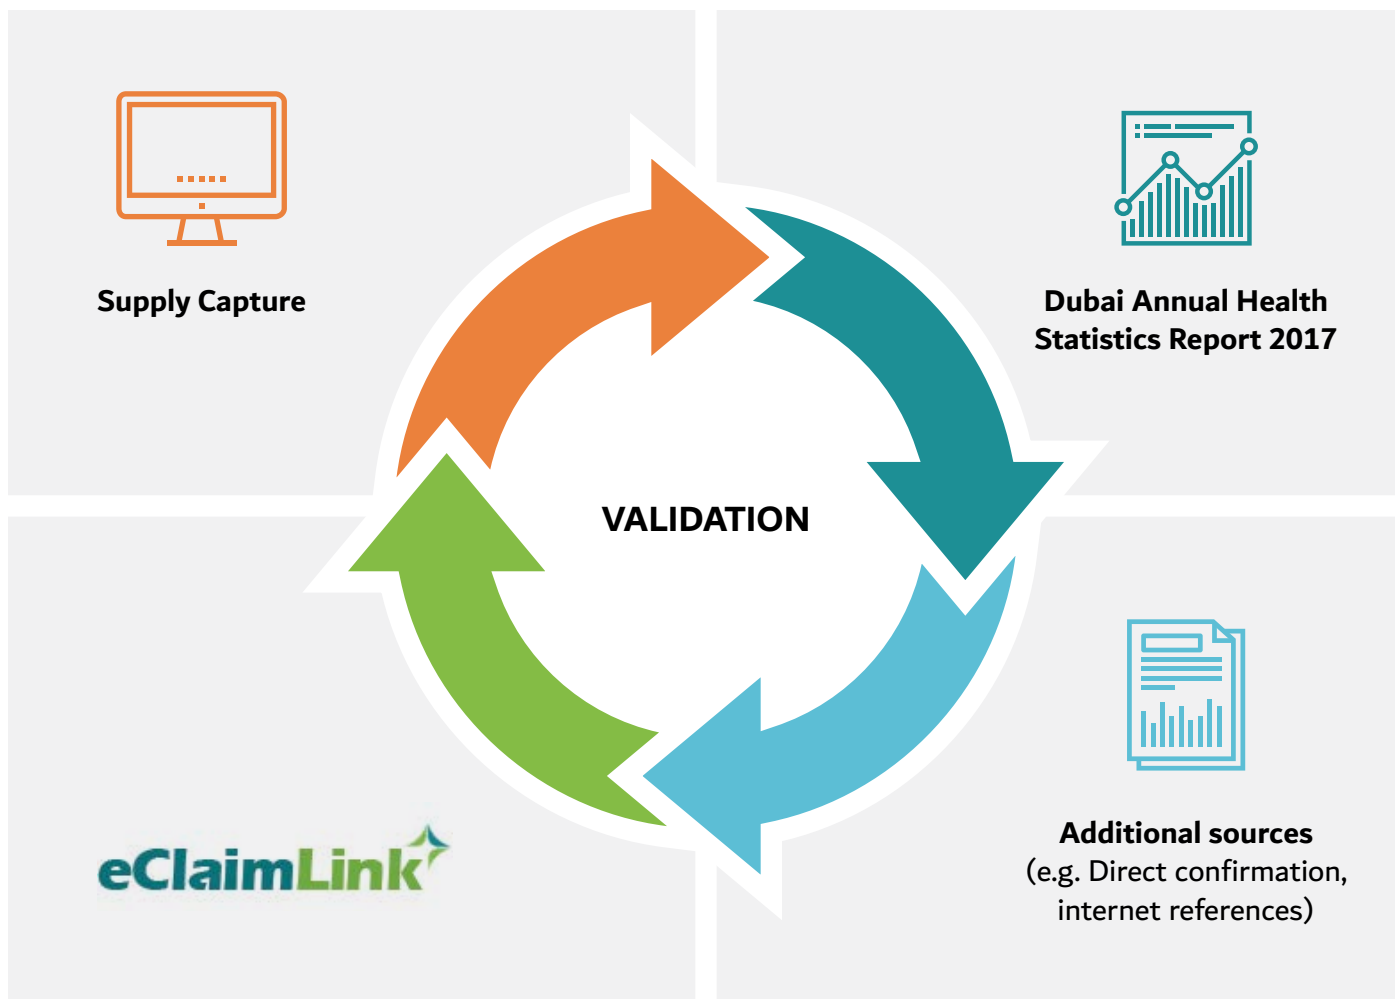 Supply Capture
Dubai Annual Health
Statistics Report 2017
VALIDATION
eClaimLink
Additional sources
(e.g. Direct confirmation,
internet references)